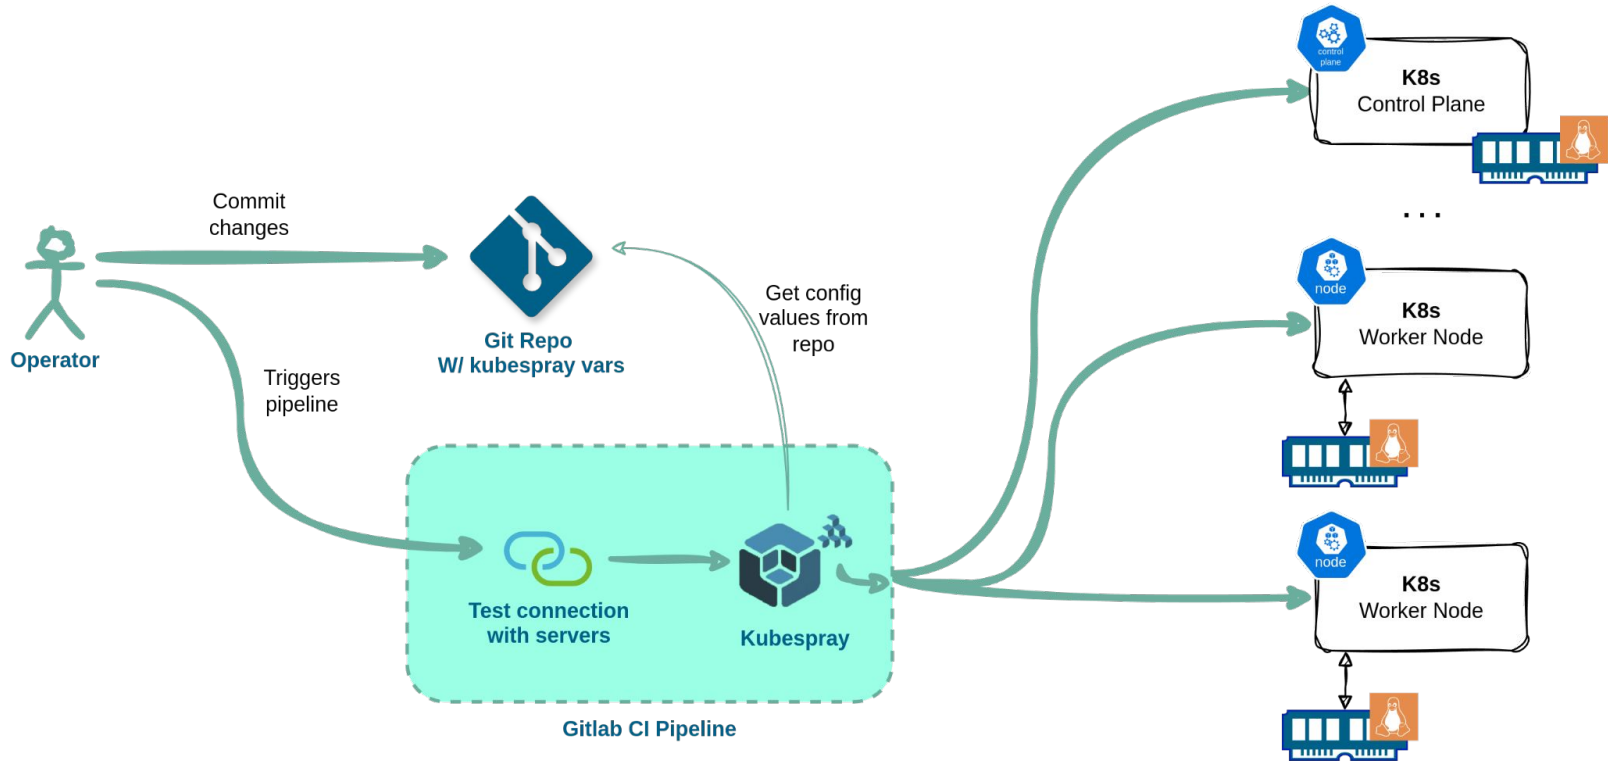 Operator
Commit
changes
Triggers
pipeline
Git Repo
W/ kubespray vars
Get config
values from
repo
Test connection
with servers
Kubespray
Gitlab CI Pipeline
control
plane
K8s
Control Plane
...
node
K8s
Worker Node
node
K8s
Worker Node